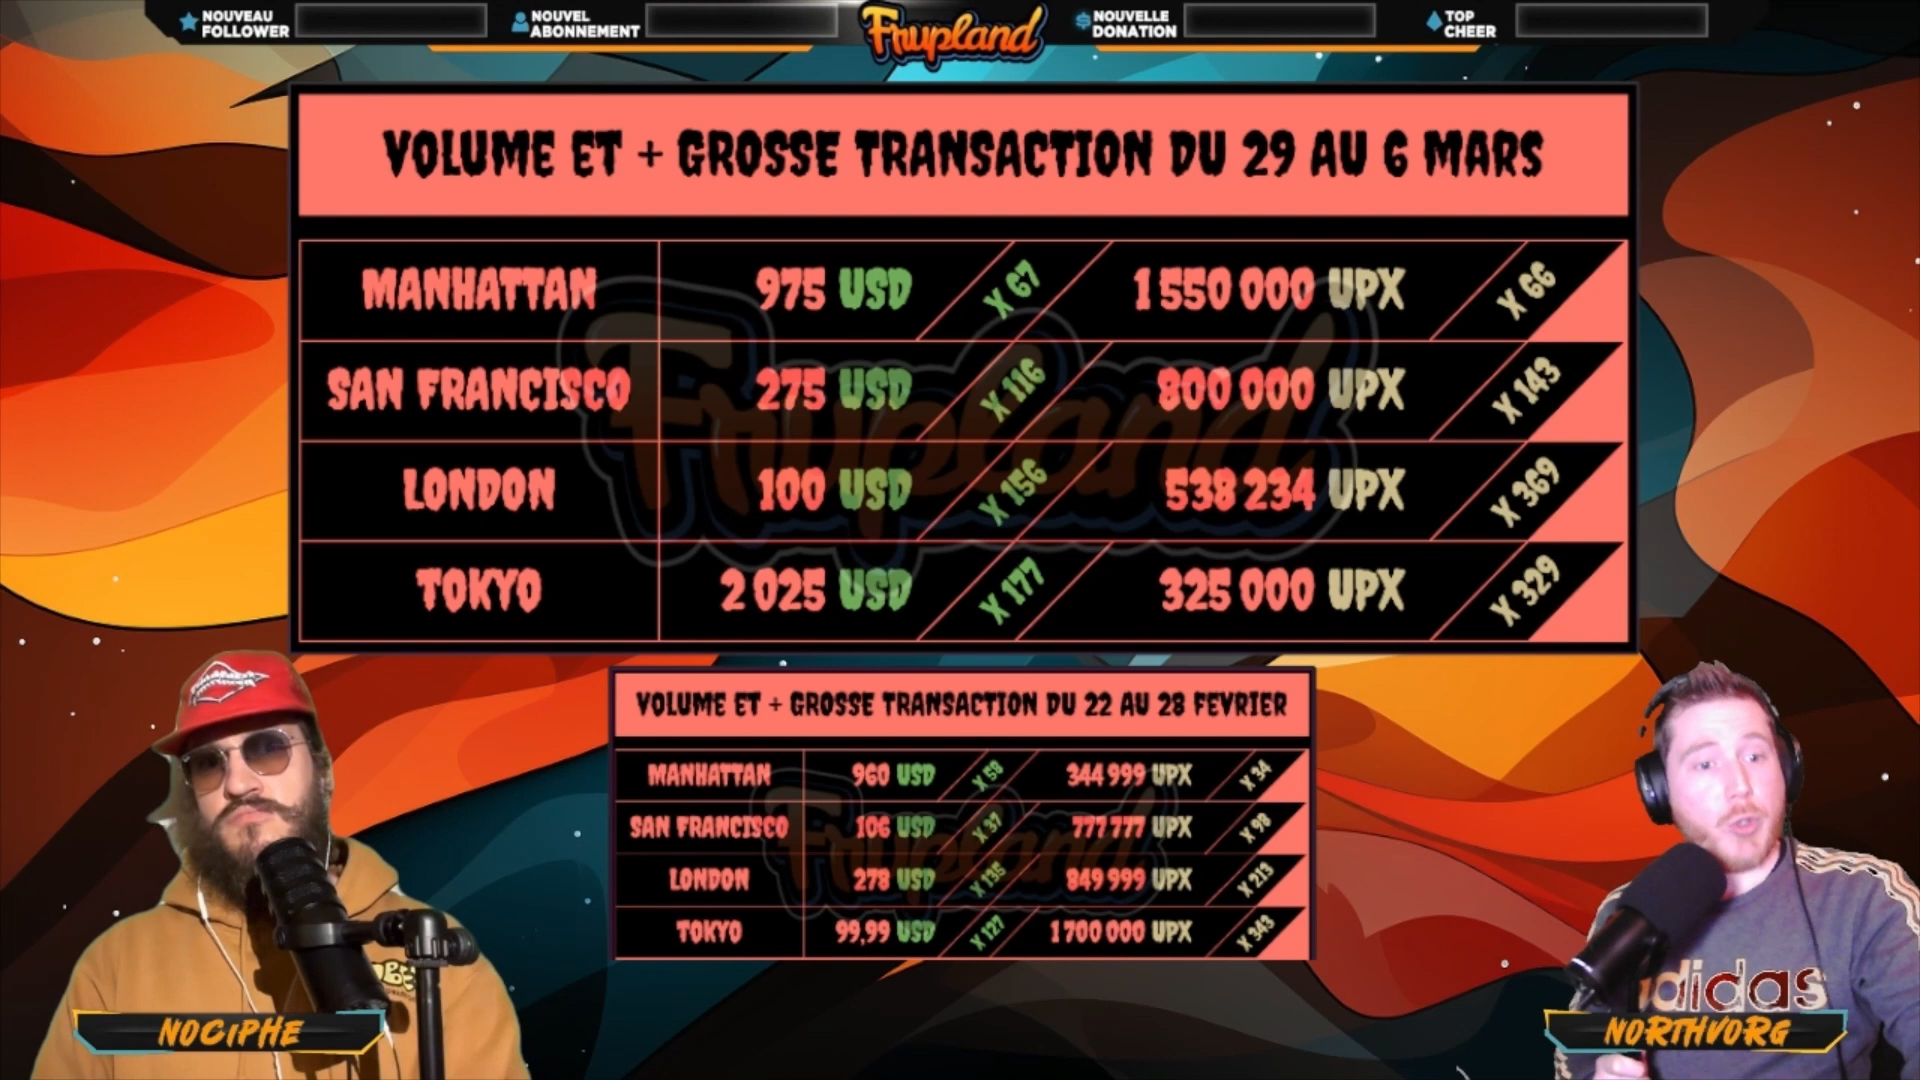 NOUVEAU FOLLOWER
NOUVEL ABONNEMENT
Frupland
NOUVELLE DONATION
TOP CHEER
VOLUME ET + GROSSE TRANSACTION DU 29 AU 6 MARS
MANHATTAN 975 USD X 67 1 550 000 UPX X 66
SAN FRANCISCO 275 USD X 116 800 000 UPX X 143
LONDON 100 USD X 156 538 234 UPX X 369
TOKYO 2 025 USD X 177 325 000 UPX X 329
Frupland
VOLUME ET + GROSSE TRANSACTION DU 22 AU 28 FEVRIER
MANHATTAN 960 USD X 58 344 999 UPX X 34
SAN FRANCISCO 106 USD X 37 777 777 UPX X 98
LONDON 278 USD X 135 849 999 UPX X 213
TOKYO 99,99 USD X 127 1 700 000 UPX X 343
Frupland
adidas
NOCIPHE
NORTHVORG